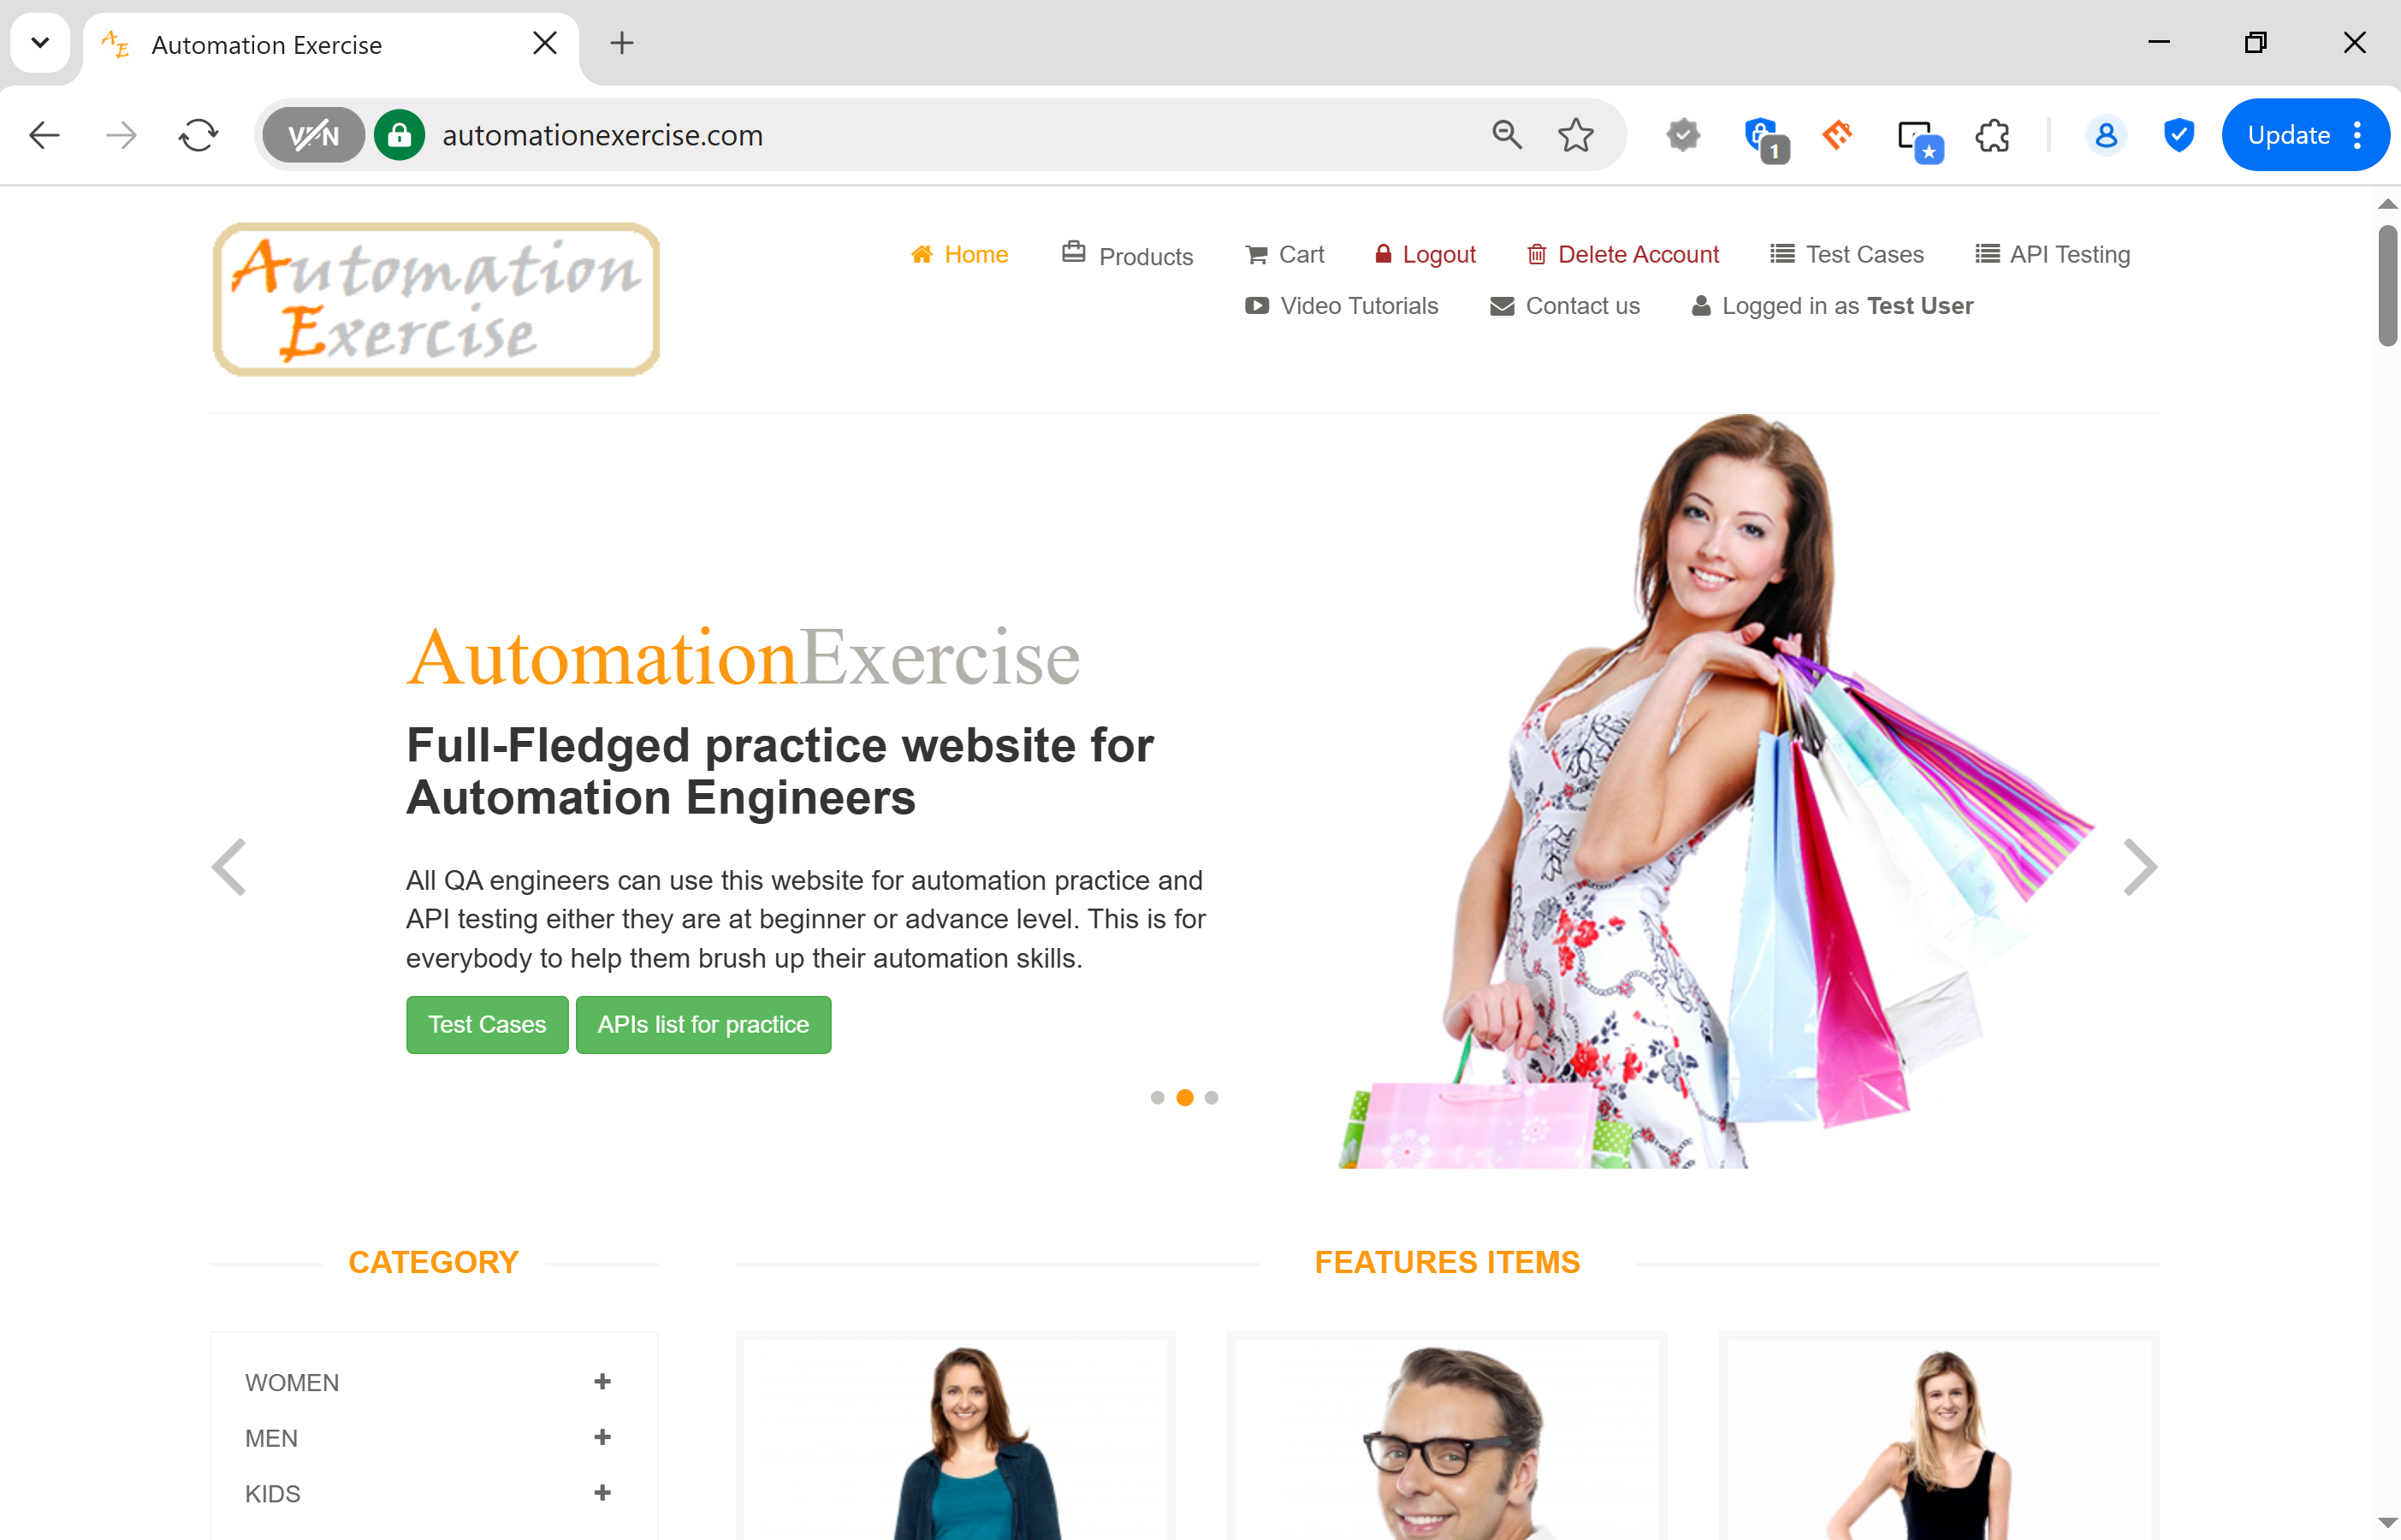 Automation Exercise
VPN automationexercise.com 1 Update
Automation
Exercise
Home Products Cart Logout Delete Account Test Cases API Testing
Video Tutorials Contact us Logged in as Test User
AutomationExercise
Full-Fledged practice website for
Automation Engineers
All QA engineers can use this website for automation practice and
API testing either they are at beginner or advance level. This is for
everybody to help them brush up their automation skills.
Test Cases APIs list for practice
CATEGORY
FEATURES ITEMS
WOMEN
MEN
KIDS